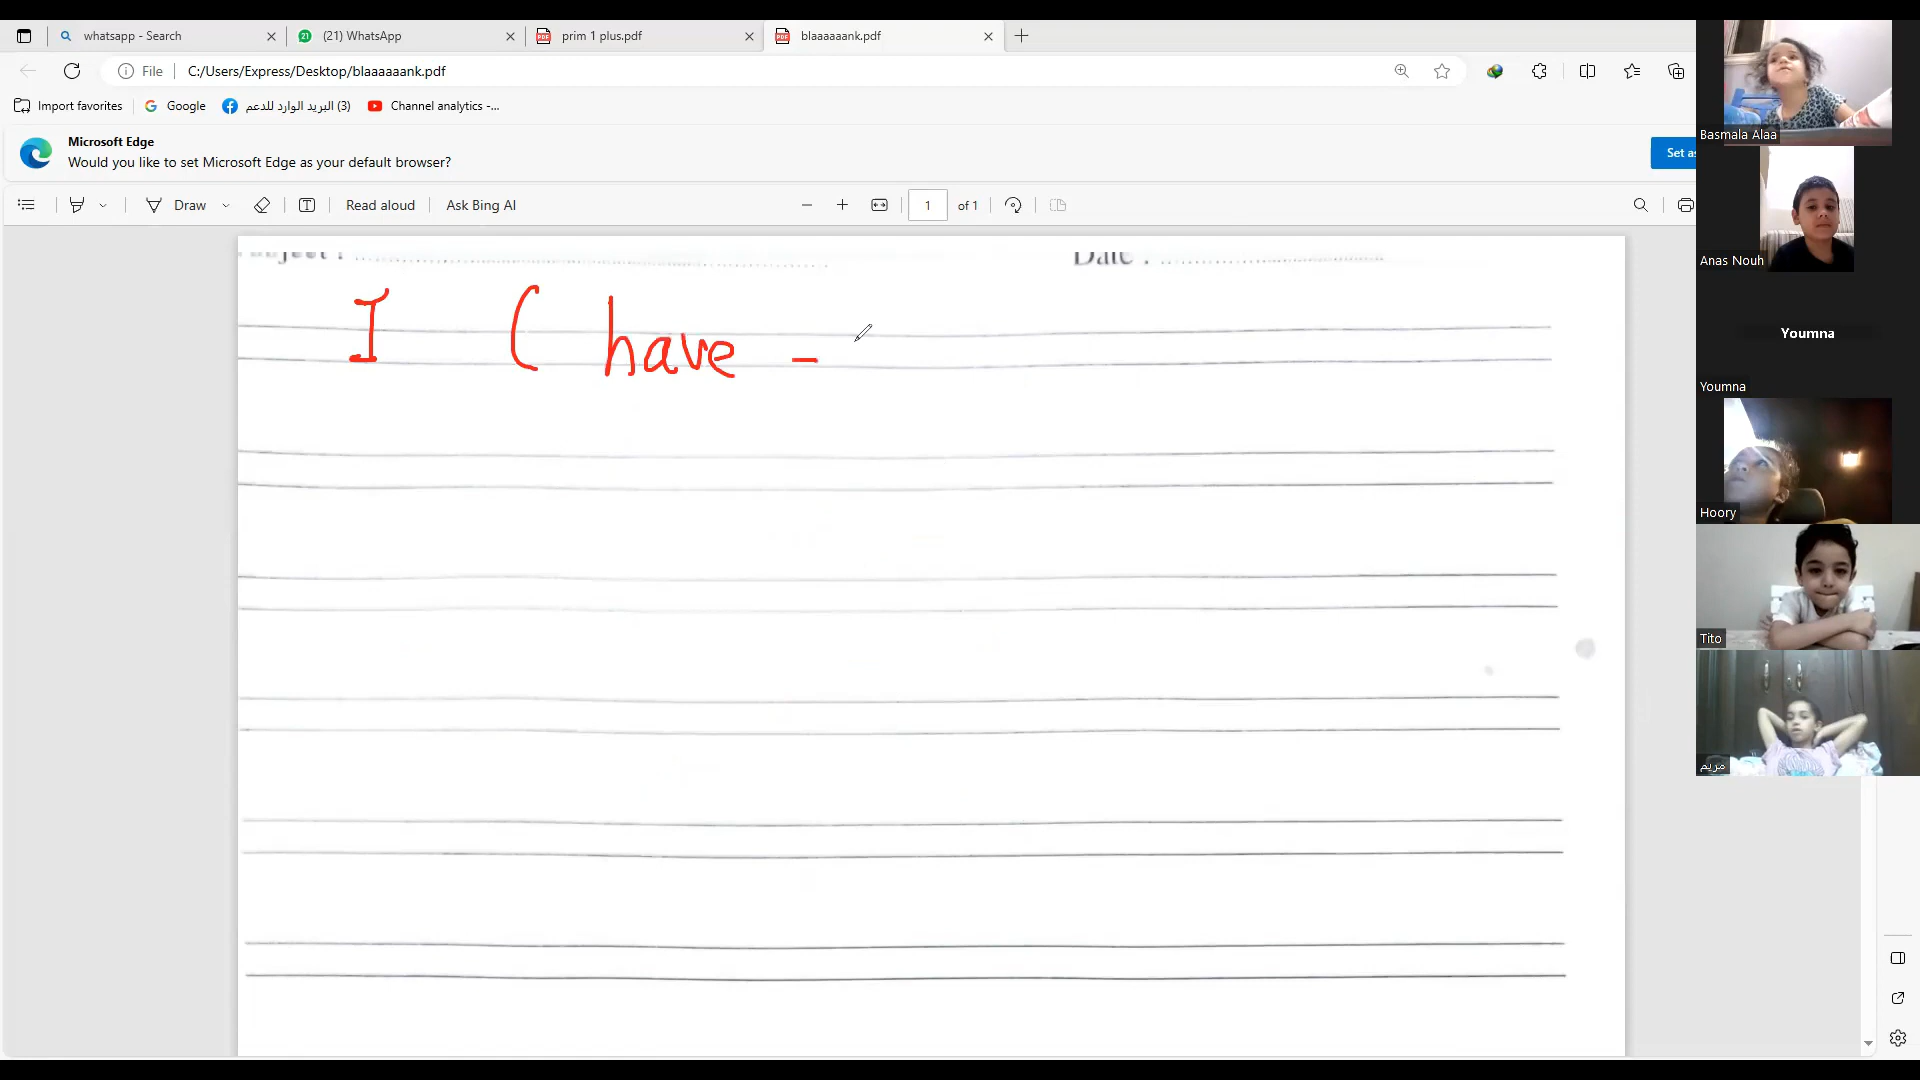 whatsapp - Search
(21) WhatsApp
prim 1 plus.pdf
blaaaaaank.pdf
File
C:/Users/Express/Desktop/blaaaaaank.pdf
Import favorites
Google
(3) البريد الوارد للدعم
Channel analytics -...
Microsoft Edge
Would you like to set Microsoft Edge as your default browser?
Set as
Draw
Read aloud
Ask Bing AI
1
of 1
Date :
I ( have -
Basmala Alaa
Anas Nouh
Youmna
Youmna
Hoory
Tito
مريم